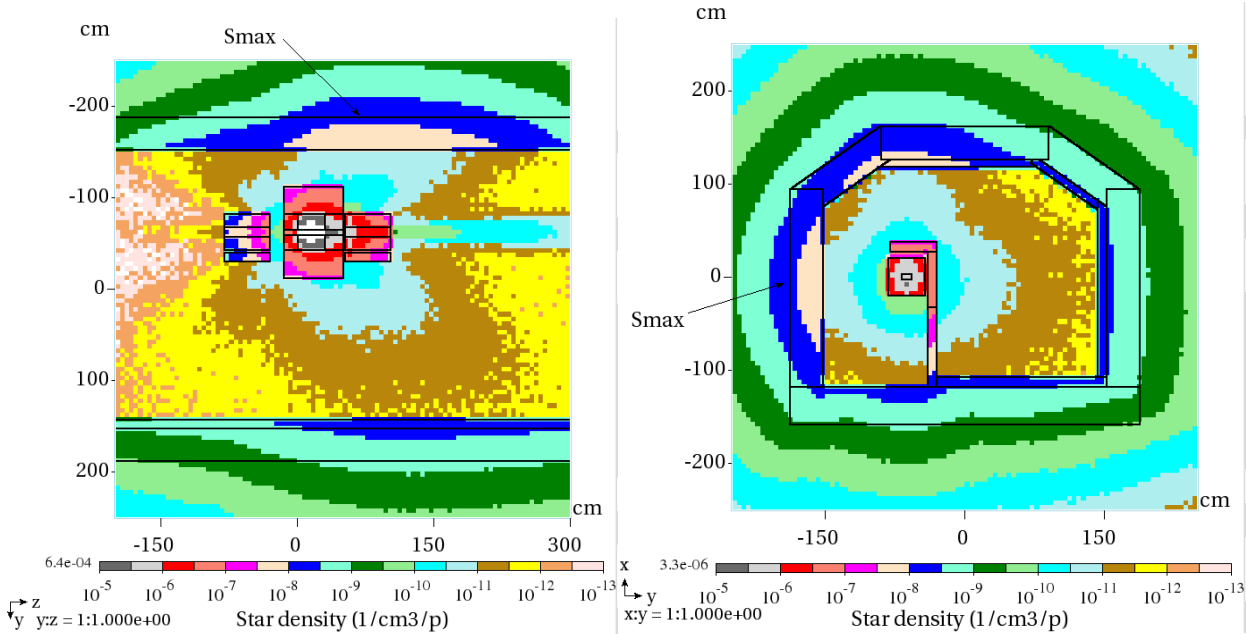 cm
Smax
-200
-100
0
100
200
cm
-150
0
150
300
6.4e-04
10-5 10-6 10-7 10-8 10-9 10-10 10-11 10-12 10-13
z
y y:z = 1:1.000e+00
Star density (1/cm3/p)
cm
200
100
0
Smax
-100
-200
cm
-150
0
150
3.3e-06
10-5 10-6 10-7 10-8 10-9 10-10 10-11 10-12 10-13
x
y
x:y = 1:1.000e+00
Star density (1/cm3/p)